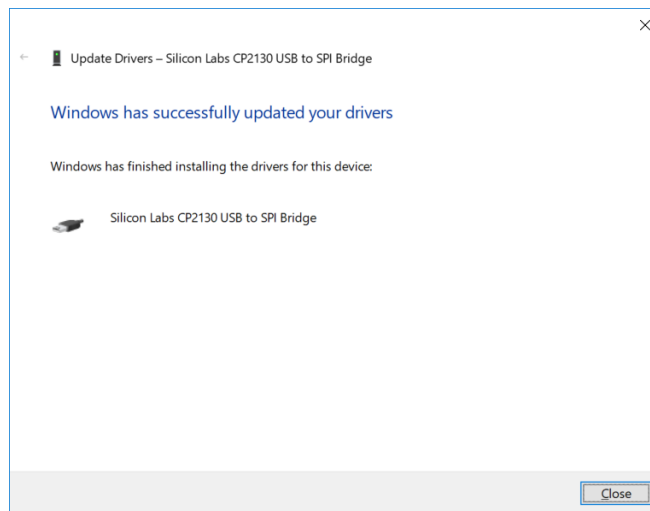 Update Drivers – Silicon Labs CP2130 USB to SPI Bridge
Windows has successfully updated your drivers
Windows has finished installing the drivers for this device:
Silicon Labs CP2130 USB to SPI Bridge
Close